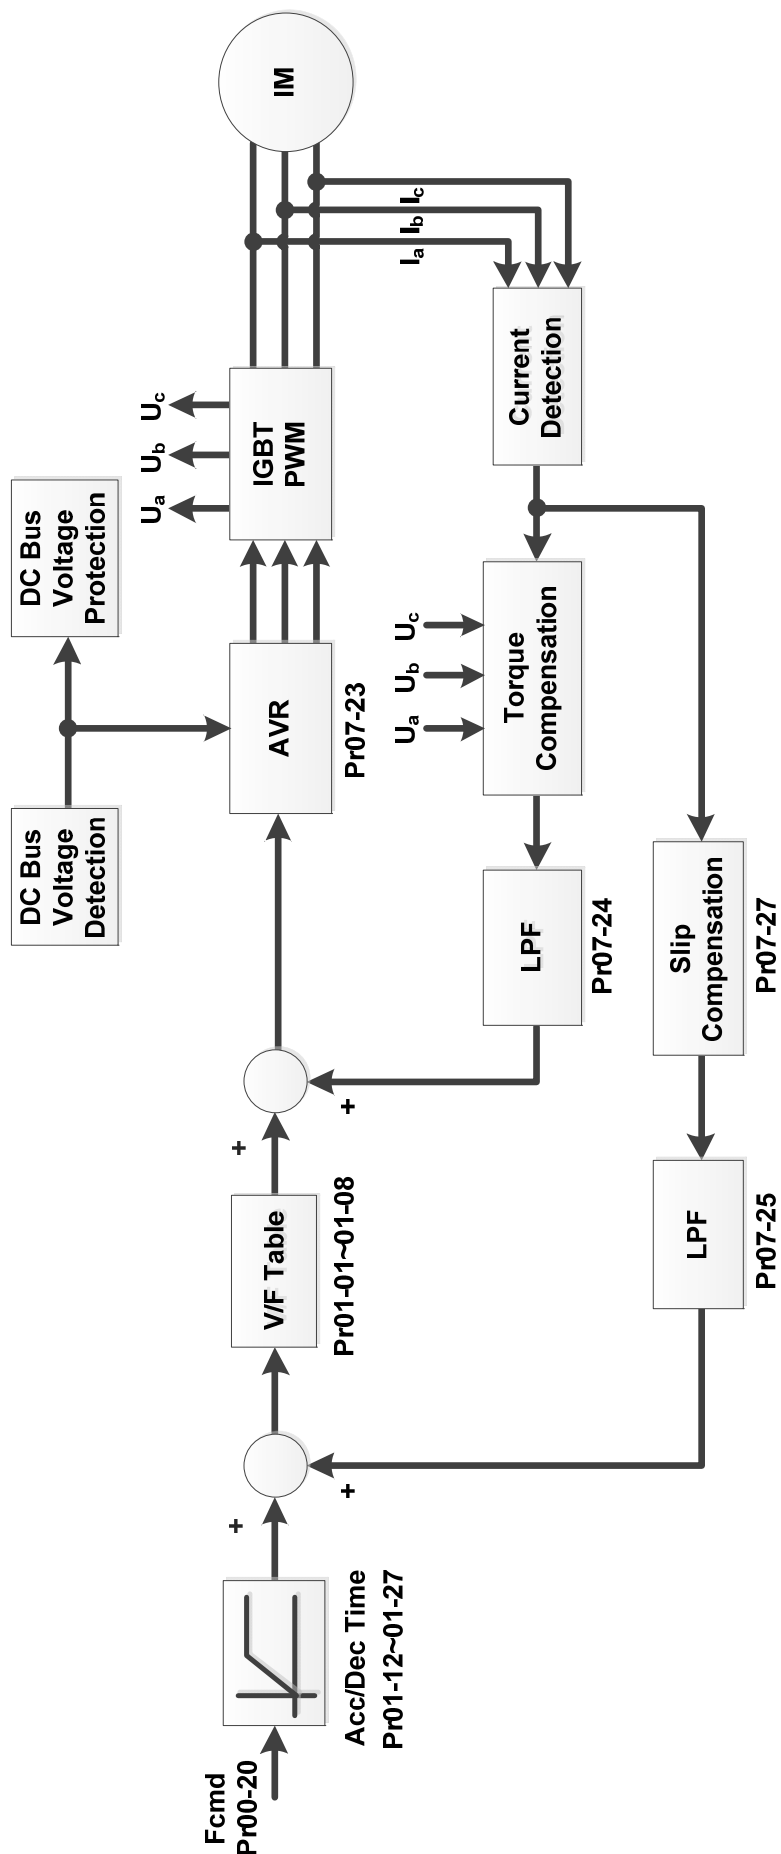 DC Bus
Voltage
Detection
DC Bus
Voltage
Protection
Fcmd
Pr00-20
Acc/Dec Time
Pr01-12~01-27
+
+
V/F Table
Pr01-01~01-08
+
+
AVR
Pr07-23
Ua
Ub
Uc
IGBT
PWM
IM
Ia
Ib
Ic
Current
Detection
Ua
Ub
Uc
Torque
Compensation
LPF
Pr07-24
Slip
Compensation
Pr07-27
LPF
Pr07-25